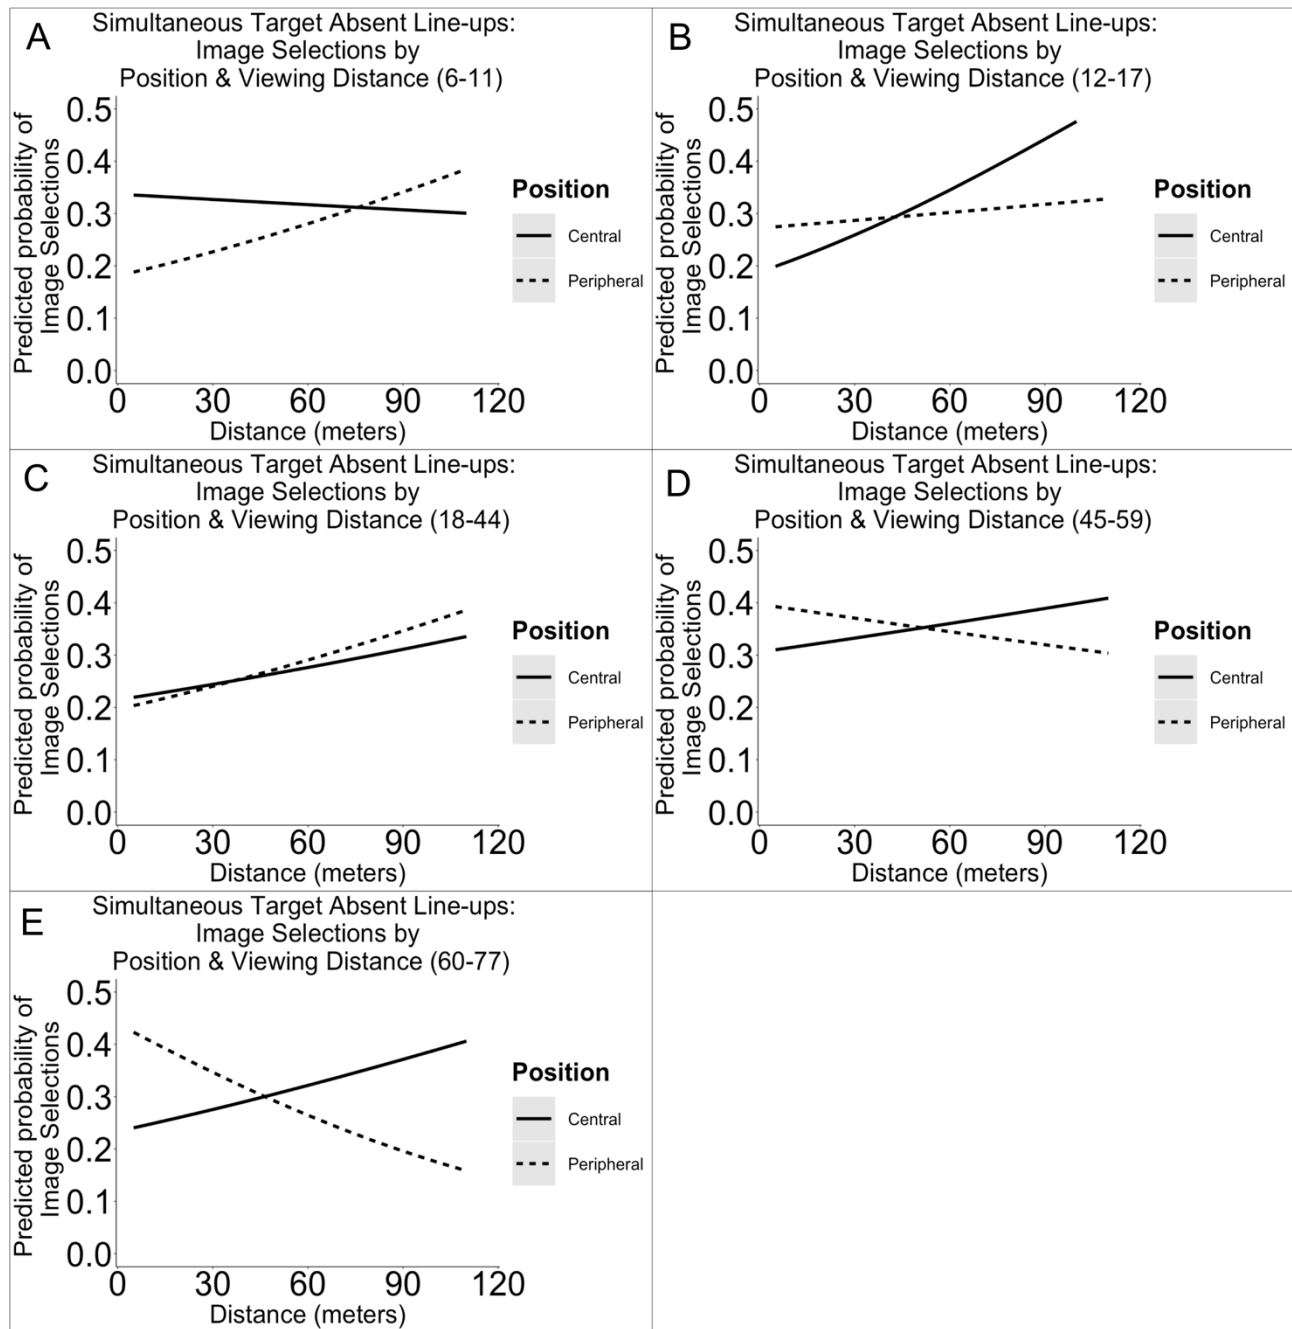 A
Simultaneous Target Absent Line-ups:
Image Selections by
Position & Viewing Distance (6-11)
Predicted probability of
Image Selections
0.5
0.4
0.3
0.2
0.1
0.0
0 30 60 90 120
Distance (meters)
Position
Central
Peripheral
B
Simultaneous Target Absent Line-ups:
Image Selections by
Position & Viewing Distance (12-17)
Predicted probability of
Image Selections
0.5
0.4
0.3
0.2
0.1
0.0
0 30 60 90 120
Distance (meters)
Position
Central
Peripheral
C
Simultaneous Target Absent Line-ups:
Image Selections by
Position & Viewing Distance (18-44)
Predicted probability of
Image Selections
0.5
0.4
0.3
0.2
0.1
0.0
0 30 60 90 120
Distance (meters)
Position
Central
Peripheral
D
Simultaneous Target Absent Line-ups:
Image Selections by
Position & Viewing Distance (45-59)
Predicted probability of
Image Selections
0.5
0.4
0.3
0.2
0.1
0.0
0 30 60 90 120
Distance (meters)
Position
Central
Peripheral
E
Simultaneous Target Absent Line-ups:
Image Selections by
Position & Viewing Distance (60-77)
Predicted probability of
Image Selections
0.5
0.4
0.3
0.2
0.1
0.0
0 30 60 90 120
Distance (meters)
Position
Central
Peripheral